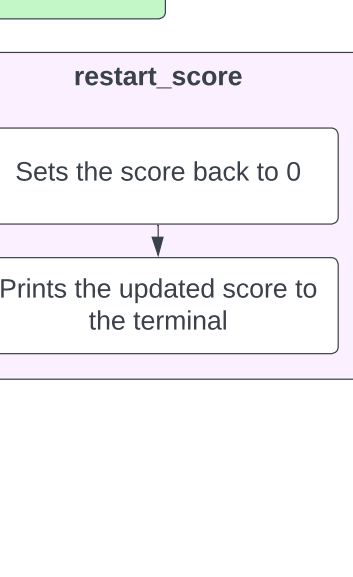 restart_score
Sets the score back to 0
Prints the updated score to
the terminal